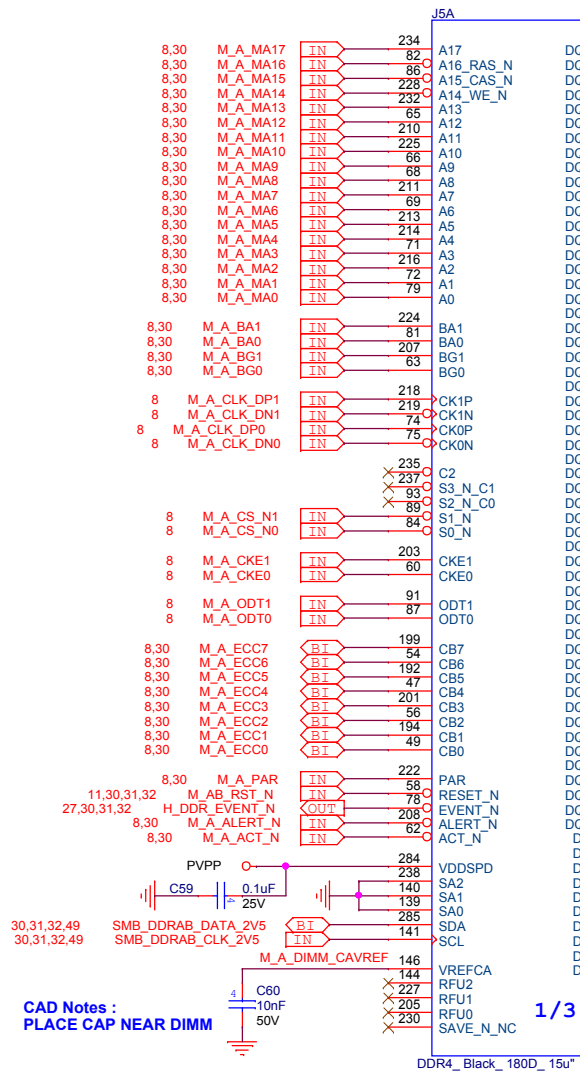 J5A
8,30 M_A_MA17 IN 234 A17
8,30 M_A_MA16 IN 82 A16_RAS_N
8,30 M_A_MA15 IN 86 A15_CAS_N
8,30 M_A_MA14 IN 228 A14_WE_N
8,30 M_A_MA13 IN 232 A13
8,30 M_A_MA12 IN 65 A12
8,30 M_A_MA11 IN 210 A11
8,30 M_A_MA10 IN 225 A10
8,30 M_A_MA9 IN 66 A9
8,30 M_A_MA8 IN 68 A8
8,30 M_A_MA7 IN 211 A7
8,30 M_A_MA6 IN 69 A6
8,30 M_A_MA5 IN 213 A5
8,30 M_A_MA4 IN 214 A4
8,30 M_A_MA3 IN 71 A3
8,30 M_A_MA2 IN 216 A2
8,30 M_A_MA1 IN 72 A1
8,30 M_A_MA0 IN 79 A0
8,30 M_A_BA1 IN 224 BA1
8,30 M_A_BA0 IN 81 BA0
8,30 M_A_BG1 IN 207 BG1
8,30 M_A_BG0 IN 63 BG0
8 M_A_CLK_DP1 IN 218 CK1P
8 M_A_CLK_DN1 IN 219 CK1N
8 M_A_CLK_DP0 IN 74 CK0P
8 M_A_CLK_DN0 IN 75 CK0N
235 C2
237 S3_N_C1
93 S2_N_C0
8 M_A_CS_N1 IN 89 S1_N
8 M_A_CS_N0 IN 84 S0_N
8 M_A_CKE1 IN 203 CKE1
8 M_A_CKE0 IN 60 CKE0
8 M_A_ODT1 IN 91 ODT1
8 M_A_ODT0 IN 87 ODT0
8,30 M_A_ECC7 BI 199 CB7
8,30 M_A_ECC6 BI 54 CB6
8,30 M_A_ECC5 BI 192 CB5
8,30 M_A_ECC4 BI 47 CB4
8,30 M_A_ECC3 BI 201 CB3
8,30 M_A_ECC2 BI 56 CB2
8,30 M_A_ECC1 BI 194 CB1
8,30 M_A_ECC0 BI 49 CB0
8,30 M_A_PAR IN 222 PAR
11,30,31,32 M_AB_RST_N IN 58 RESET_N
27,30,31,32 H_DDR_EVENT_N OUT 78 EVENT_N
8,30 M_A_ALERT_N IN 208 ALERT_N
8,30 M_A_ACT_N IN 62 ACT_N
PVPP 284 VDDSPD
238 SA2
C59 4 0.1uF 25V 140 SA1
139 SA0
30,31,32,49 SMB_DDRAB_DATA_2V5 BI 285 SDA
30,31,32,49 SMB_DDRAB_CLK_2V5 IN 141 SCL
M_A_DIMM_CAVREF 146 VREFCA
144 RFU2
4 C60 227 RFU1
10nF 205 RFU0
50V 230 SAVE_N_NC
CAD Notes :
PLACE CAP NEAR DIMM
1/3
DDR4_ Black_ 180D_ 15u"